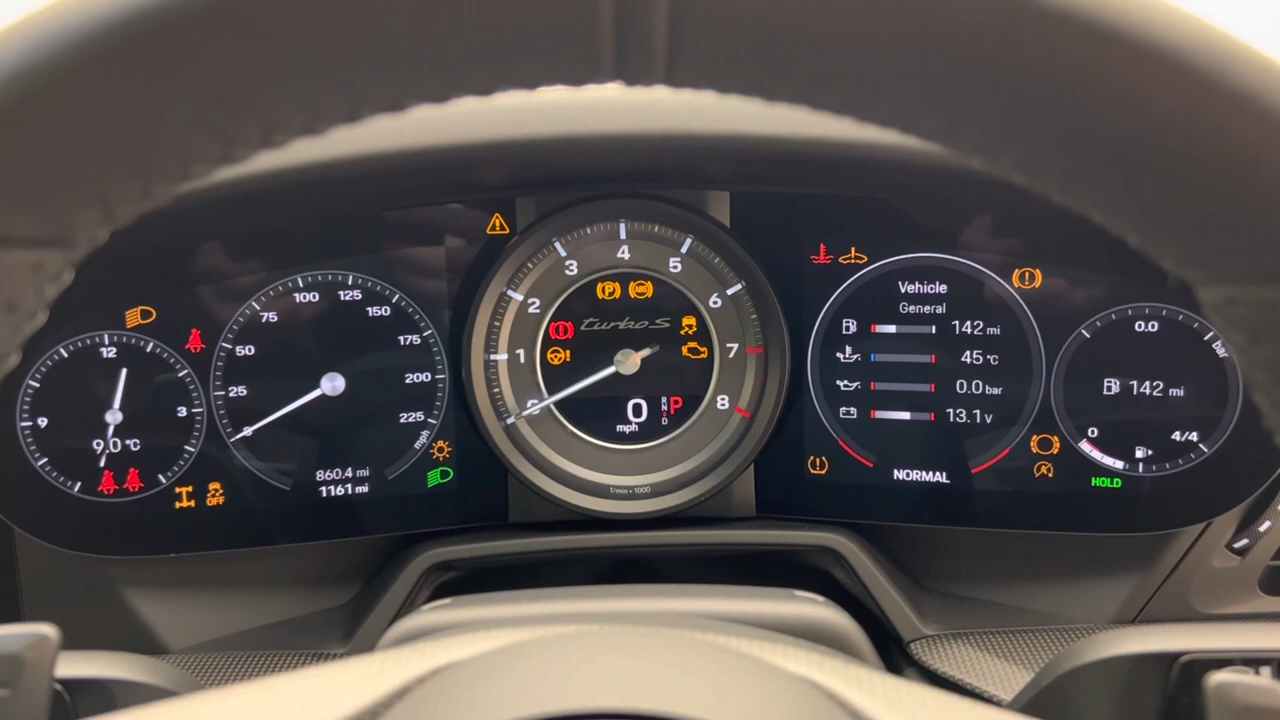 12
3
9
9.0 °C
OFF
25
50
75
100
125
150
175
200
225
mph
860.4 mi
1161 mi
0
1
2
3
4
5
6
7
8
P
ABS
turbo S
0
mph
R
N
D
P
1/min • 1000
Vehicle
General
142 mi
45 °C
0.0 bar
13.1 V
NORMAL
0.0
bar
142 mi
0
4/4
HOLD